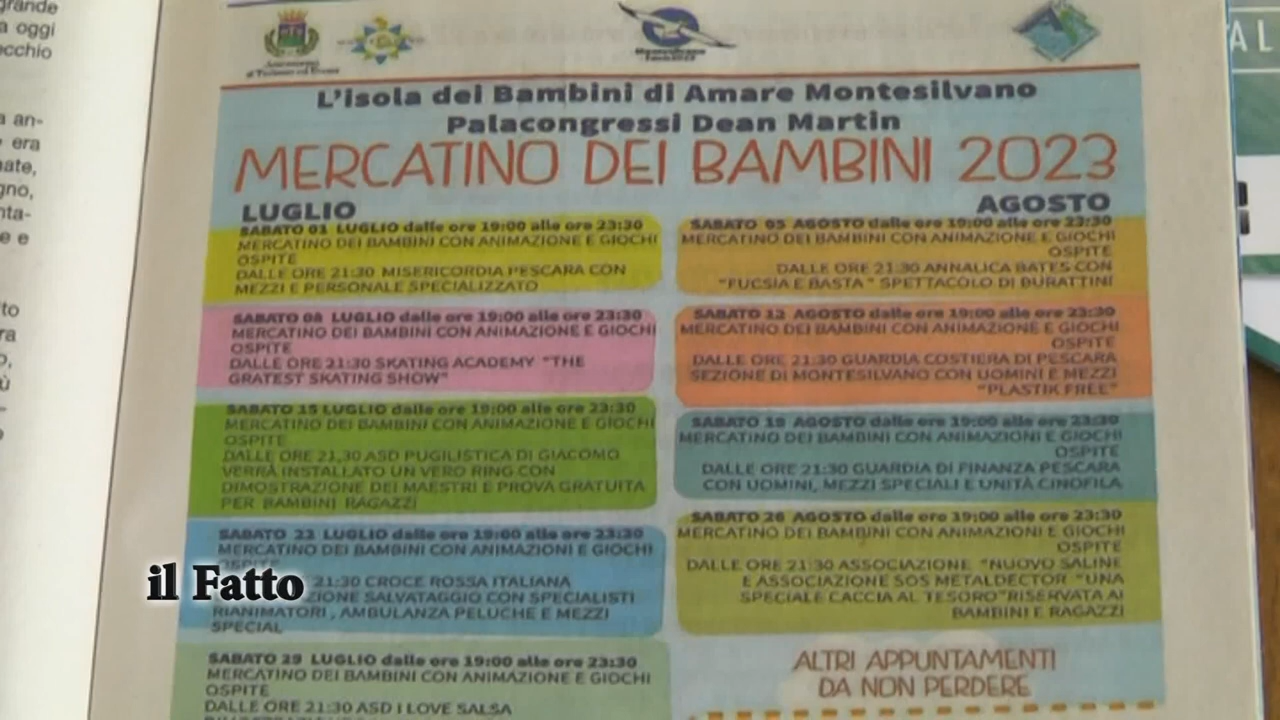 grande
a oggi
ecchio
a an-
era
nate,
gno,
nta-
e e
to
ra
L'isola dei Bambini di Amare Montesilvano
Palacongressi Dean Martin
MERCATINO DEI BAMBINI 2023
LUGLIO
SABATO 01 LUGLIO dalle ore 19:00 alle ore 23:30
MERCATINO DEI BAMBINI CON ANIMAZIONE E GIOCHI
OSPITE
DALLE ORE 21:30 MISERICORDIA PESCARA CON
MEZZI E PERSONALE SPECIALIZZATO
SABATO 08 LUGLIO dalle ore 19:00 alle ore 23:30
MERCATINO DEI BAMBINI CON ANIMAZIONE E GIOCHI
OSPITE
DALLE ORE 21:30 SKATING ACADEMY "THE
GRATEST SKATING SHOW"
SABATO 15 LUGLIO dalle ore 19:00 alle ore 23:30
MERCATINO DEI BAMBINI CON ANIMAZIONE E GIOCHI
OSPITE
DALLE ORE 21,30 ASD PUGILISTICA DI GIACOMO
VERRÀ INSTALLATO UN VERO RING CON
DIMOSTRAZIONE DEI MAESTRI E PROVA GRATUITA
PER BAMBINI RAGAZZI
SABATO 22 LUGLIO dalle ore 19:00 alle ore 23:30
MERCATINO DEI BAMBINI CON ANIMAZIONI E GIOCHI
OSPITE
21:30 CROCE ROSSA ITALIANA
ZIONE SALVATAGGIO CON SPECIALISTI
RIANIMATORI, AMBULANZA PELUCHE E MEZZI
SPECIAL
SABATO 29 LUGLIO dalle ore 19:00 alle ore 23:30
MERCATINO DEI BAMBINI CON ANIMAZIONE E GIOCHI
OSPITE
DALLE ORE 21:30 ASD I LOVE SALSA
AGOSTO
SABATO 05 AGOSTO dalle ore 19:00 alle ore 23:30
MERCATINO DEI BAMBINI CON ANIMAZIONE E GIOCHI
OSPITE
DALLE ORE 21:30 ANNALICA BATES CON
"FUCSIA E BASTA" SPETTACOLO DI BURATTINI
SABATO 12 AGOSTO dalle ore 19:00 alle ore 23:30
MERCATINO DEI BAMBINI CON ANIMAZIONE E GIOCHI
OSPITE
DALLE ORE 21:30 GUARDIA COSTIERA DI PESCARA
SEZIONE DI MONTESILVANO CON UOMINI E MEZZI
"PLASTIK FREE"
SABATO 19 AGOSTO dalle ore 19:00 alle ore 23:30
MERCATINO DEI BAMBINI CON ANIMAZIONI E GIOCHI
OSPITE
DALLE ORE 21:30 GUARDIA DI FINANZA PESCARA
CON UOMINI, MEZZI SPECIALI E UNITÀ CINOFILA
SABATO 26 AGOSTO dalle ore 19:00 alle ore 23:30
MERCATINO DEI BAMBINI CON ANIMAZIONE E GIOCHI
OSPITE
DALLE ORE 21:30 ASSOCIAZIONE "NUOVO SALINE
E ASSOCIAZIONE SOS METALDECTOR "UNA
SPECIALE CACCIA AL TESORO"RISERVATA AI
BAMBINI E RAGAZZI
ALTRI APPUNTAMENTI
DA NON PERDERE
il Fatto